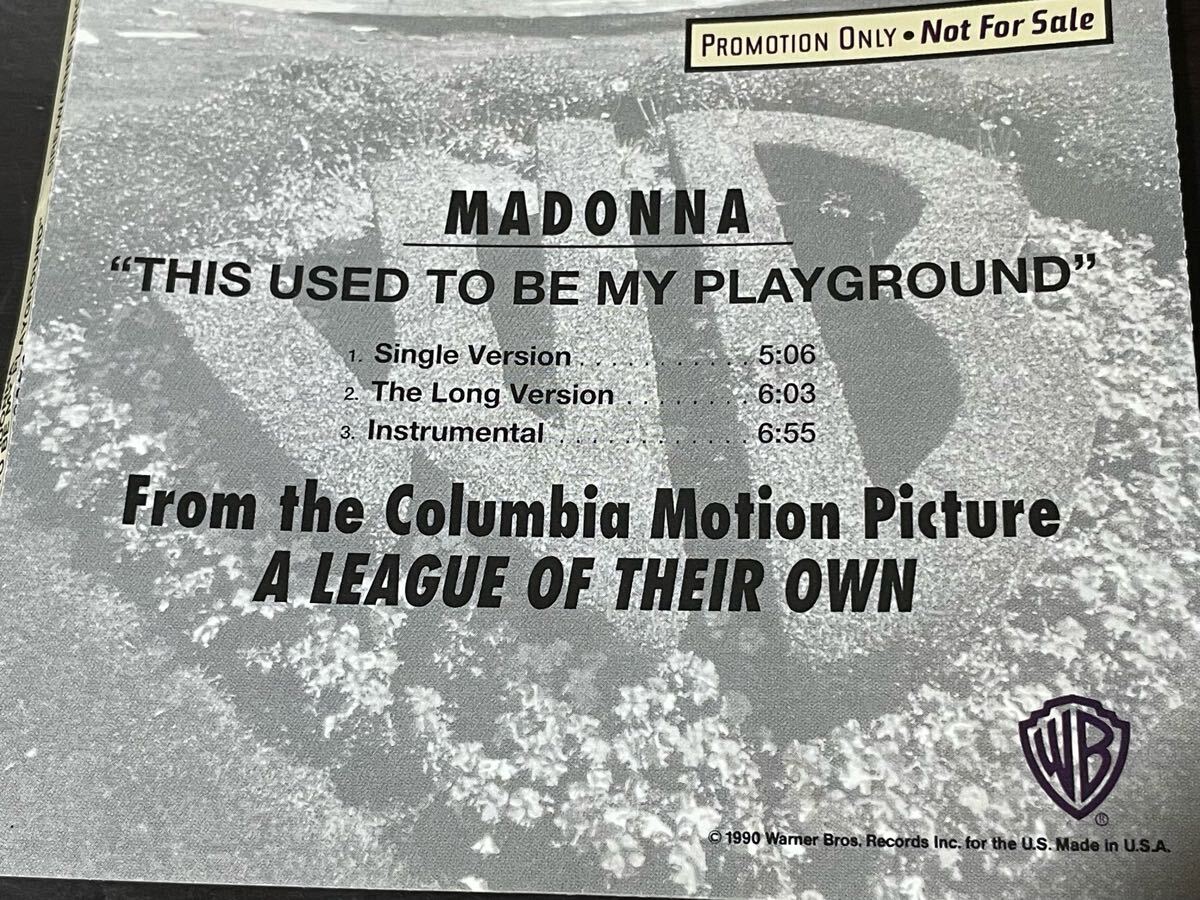 PROMOTION ONLY • Not For Sale
MADONNA
“THIS USED TO BE MY PLAYGROUND”
1. Single Version . . . . . . . . . . . 5:06
2. The Long Version . . . . . . . . 6:03
3. Instrumental . . . . . . . . . . . . 6:55
From the Columbia Motion Picture
A LEAGUE OF THEIR OWN
WB
®
© 1990 Warner Bros. Records Inc. for the U.S. Made in U.S.A.